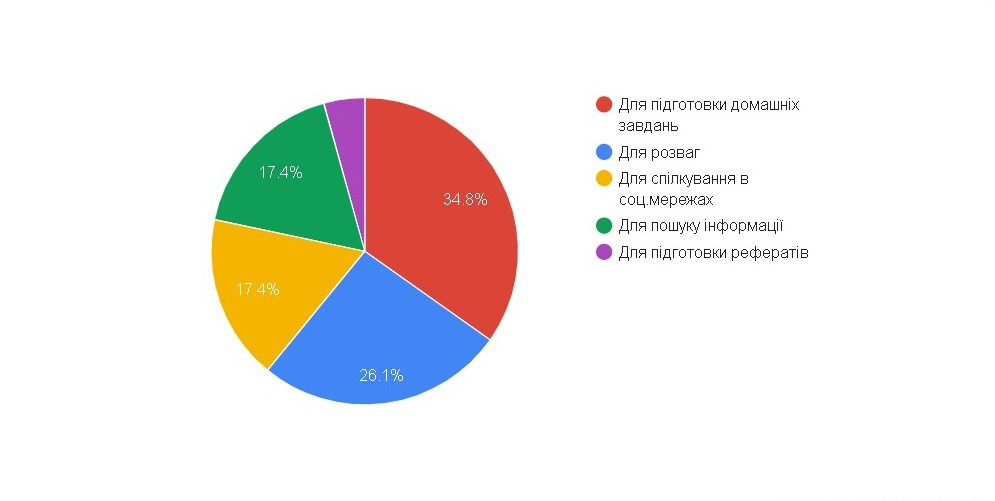 17.4%
34.8%
17.4%
26.1%
Для підготовки домашніх
завдань
Для розваг
Для спілкування в
соц.мережах
Для пошуку інформації
Для підготовки рефератів